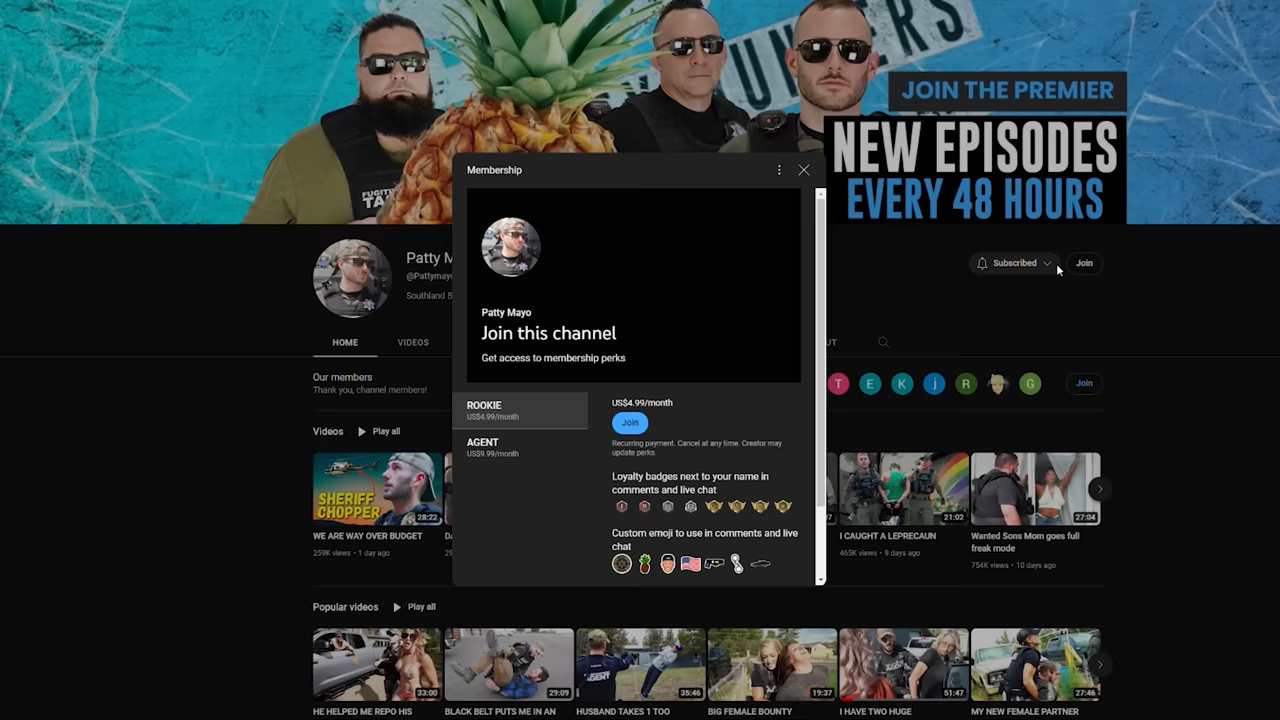 UNNERS
FUGITI
TA
JOIN THE PREMIER
NEW EPISODES
EVERY 48 HOURS
Membership
Patty M
@Pattymayo
Southland B
Subscribed
Join
Patty Mayo
Join this channel
Get access to membership perks
HOME
VIDEOS
UT
Our members
Thank you, channel members!
T
E
K
j
R
G
Join
ROOKIE
US$4.99/month
AGENT
US$9.99/month
US$4.99/month
Join
Recurring payment. Cancel at any time. Creator may
update perks.
Loyalty badges next to your name in
comments and live chat
Custom emoji to use in comments and live
chat
Videos
Play all
SHERIFF
CHOPPER
28:22
WE ARE WAY OVER BUDGET
259K views • 1 day ago
21:02
I CAUGHT A LEPRECAUN
465K views • 9 days ago
27:04
Wanted Sons Mom goes full
freak mode
754K views • 10 days ago
Popular videos
Play all
33:00
HE HELPED ME REPO HIS
29:09
BLACK BELT PUTS ME IN AN
AGENT
35:46
HUSBAND TAKES 1 TOO
19:37
BIG FEMALE BOUNTY
51:47
I HAVE TWO HUGE
27:46
MY NEW FEMALE PARTNER